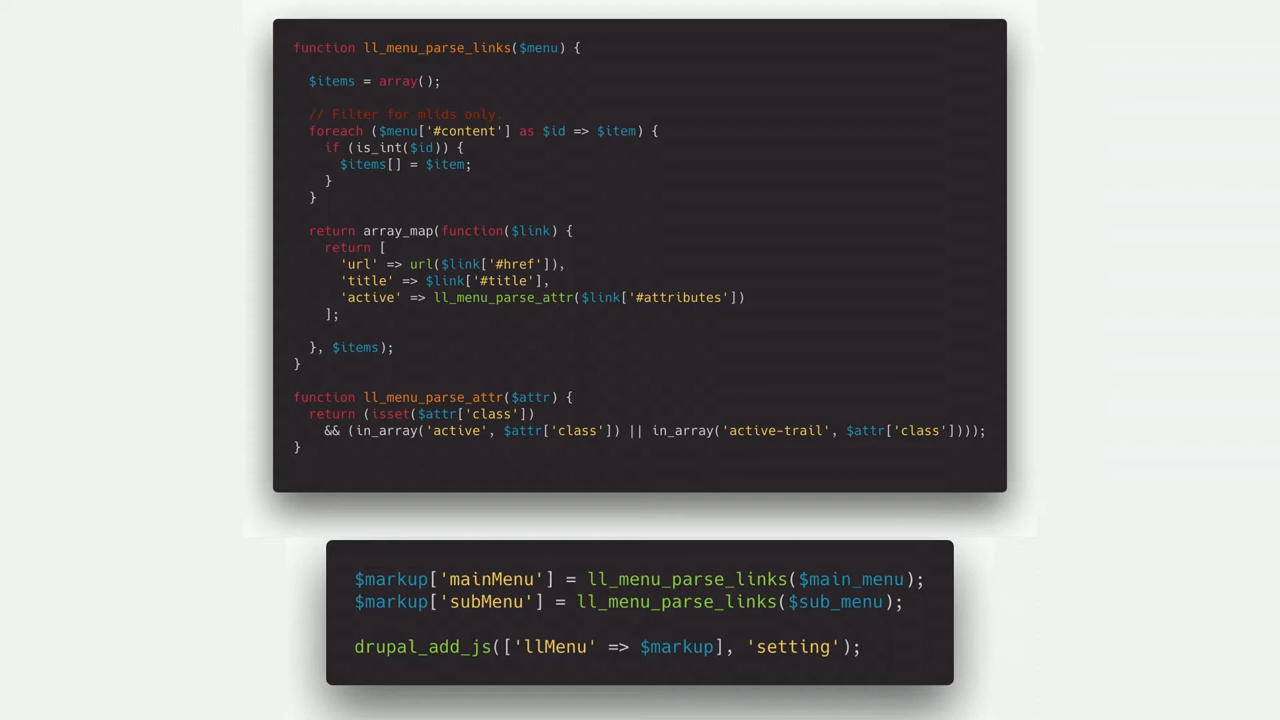 function ll_menu_parse_links($menu) {
$items = array();
// Filter for mlids only.
foreach ($menu['#content'] as $id => $item) {
if (is_int($id)) {
$items[] = $item;
}
}
return array_map(function($link) {
return [
'url' => url($link['#href']),
'title' => $link['#title'],
'active' => ll_menu_parse_attr($link['#attributes'])
];
}, $items);
}
function ll_menu_parse_attr($attr) {
return (isset($attr['class'])
&& (in_array('active', $attr['class']) || in_array('active-trail', $attr['class'])));
}
$markup['mainMenu'] = ll_menu_parse_links($main_menu);
$markup['subMenu'] = ll_menu_parse_links($sub_menu);
drupal_add_js(['llMenu' => $markup], 'setting');